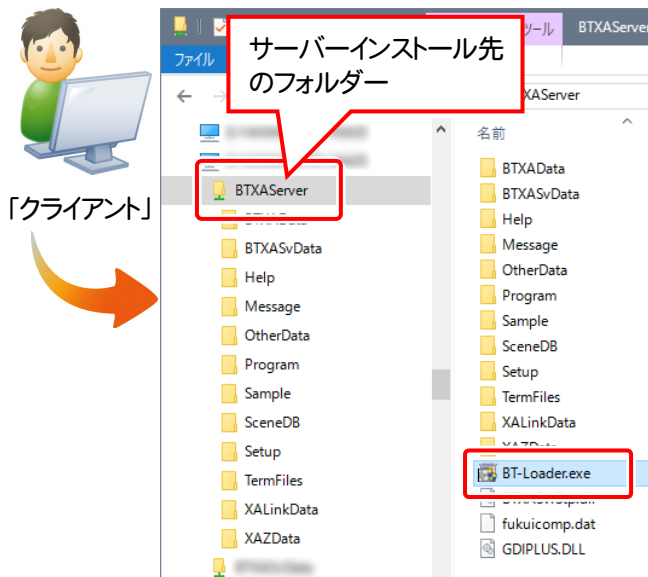 ツール
BTXAServer
ファイル
サーバーインストール先
のフォルダー
XAServer
名前
「クライアント」
BTXAServer
BTXASvData
Help
Message
OtherData
Program
Sample
SceneDB
Setup
TermFiles
XALinkData
XAZData
BTXAData
BTXASvData
Help
Message
OtherData
Program
Sample
SceneDB
Setup
TermFiles
XALinkData
BT-Loader.exe
fukuicomp.dat
GDIPLUS.DLL